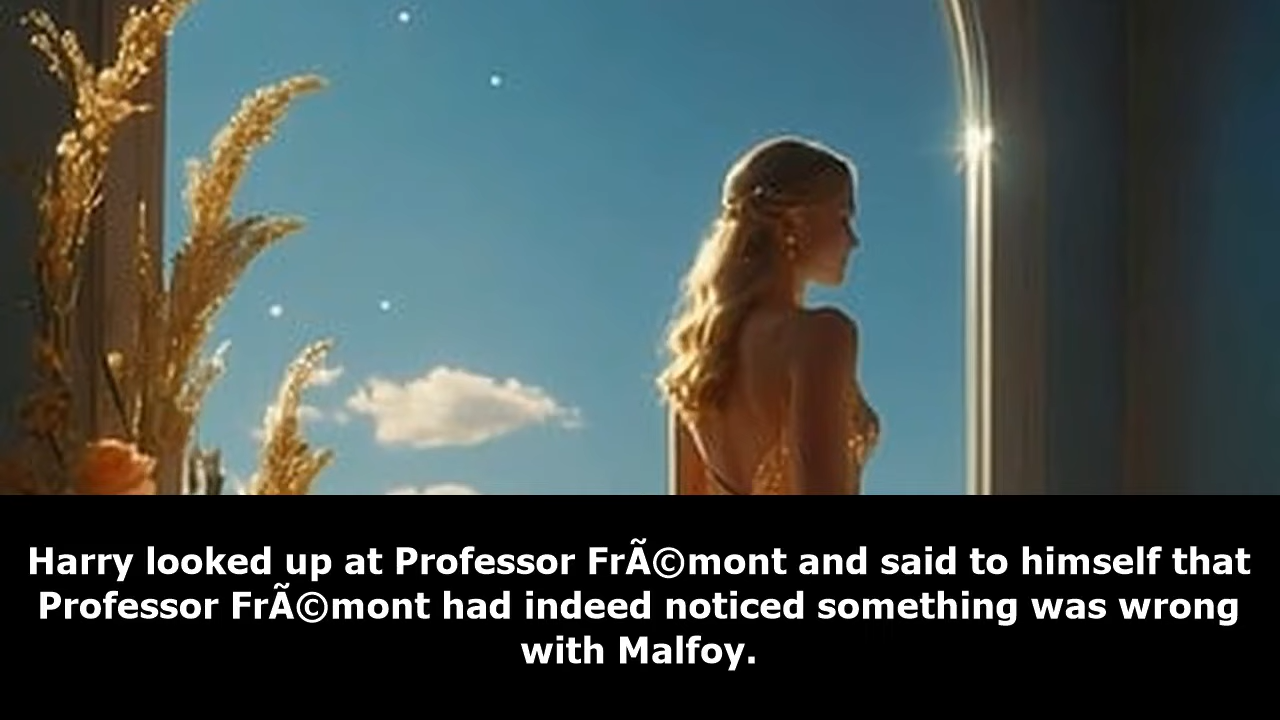 Harry looked up at Professor FrÃ©mont and said to himself that
Professor FrÃ©mont had indeed noticed something was wrong
with Malfoy.